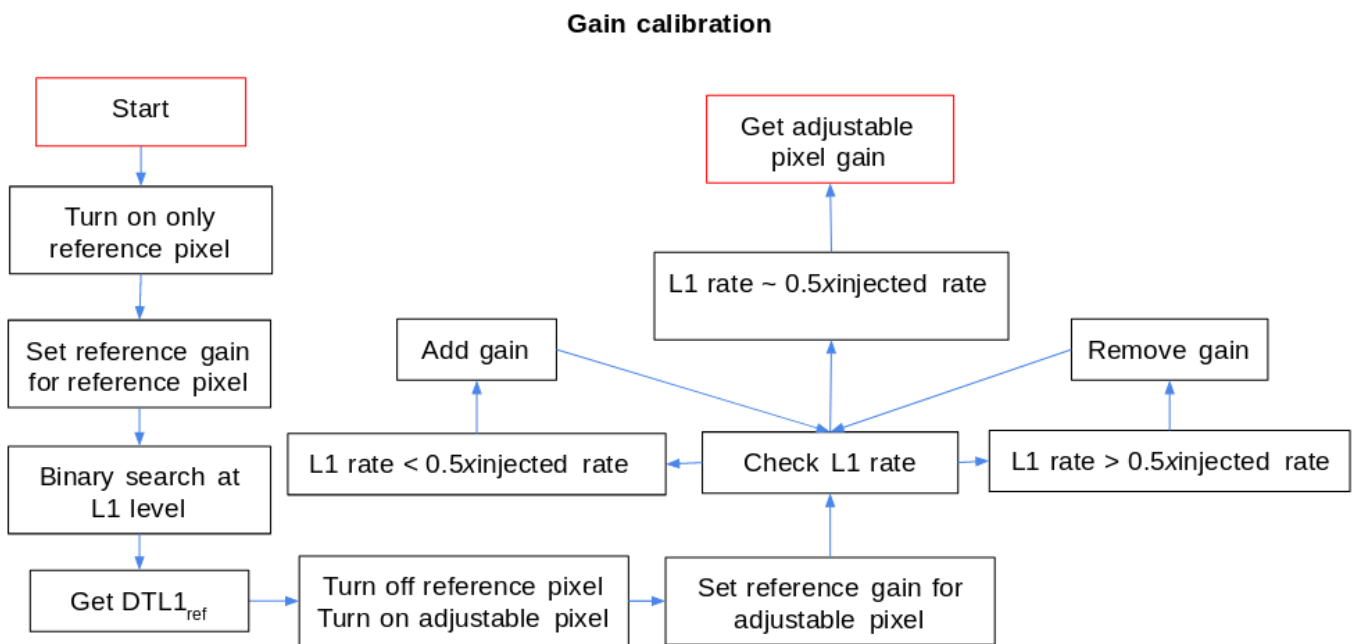 Gain calibration
Start
Turn on only
reference pixel
Set reference gain
for reference pixel
Binary search at
L1 level
Get DTL1ref
Turn off reference pixel
Turn on adjustable pixel
Set reference gain for
adjustable pixel
Check L1 rate
L1 rate < 0.5xinjected rate
Add gain
L1 rate > 0.5xinjected rate
Remove gain
L1 rate ~ 0.5xinjected rate
Get adjustable
pixel gain